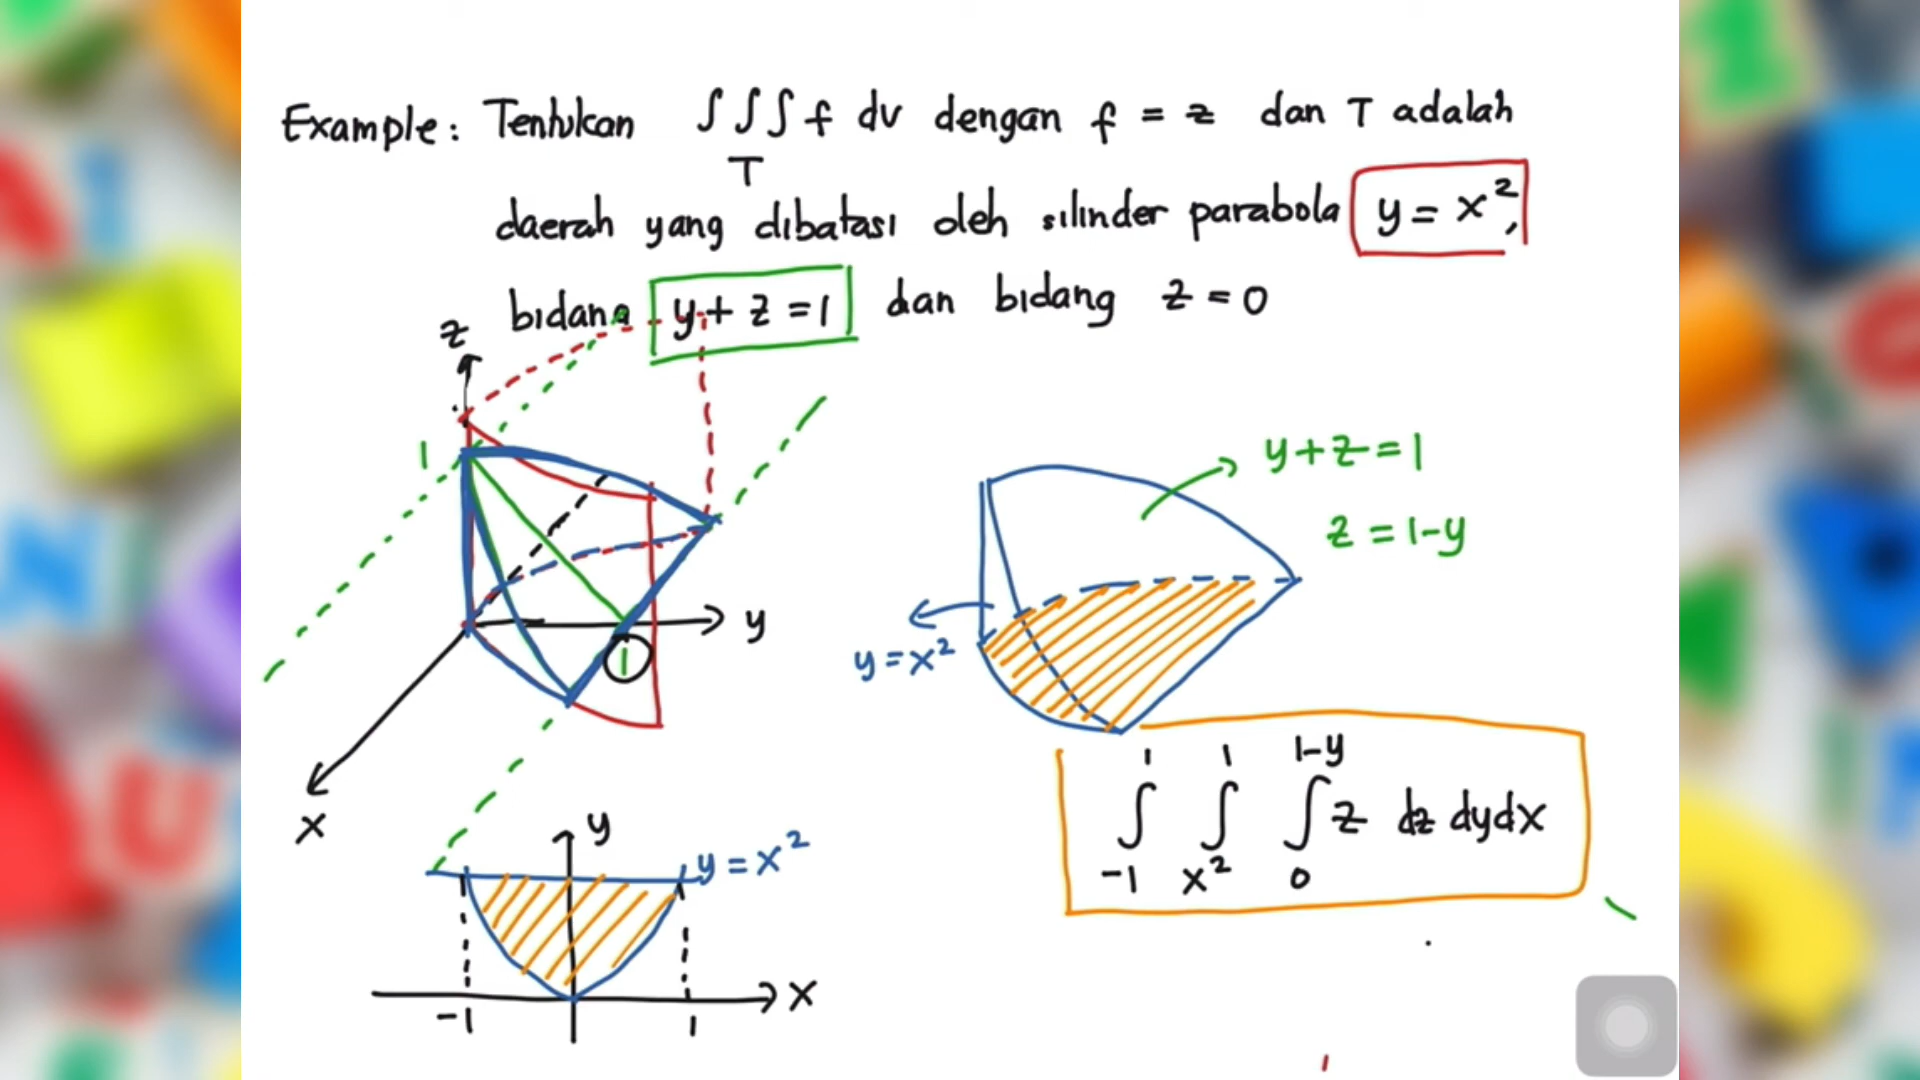 Example: Tentukan ∫∫∫ f dv dengan f = z dan T adalah
T
daerah yang dibatasi oleh silinder parabola y = x²,
bidang y + z = 1 dan bidang z = 0
z
1
y
1
x
y + z = 1
z = 1-y
y = x²
1 1 1-y
∫ ∫ ∫ z dz dy dx
-1 x² 0
y
y = x²
x
-1 1